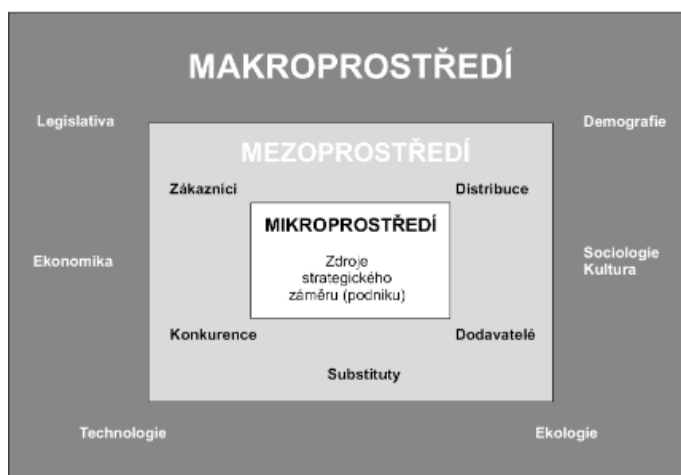 MAKROPROSTŘEDÍ
Legislativa
Demografie
MEZOPROSTŘEDÍ
Zákazníci
Distribuce
MIKROPROSTŘEDÍ
Zdroje
strategického
záměru (podniku)
Ekonomika
Sociologie
Kultura
Konkurence
Dodavatelé
Substituty
Technologie
Ekologie